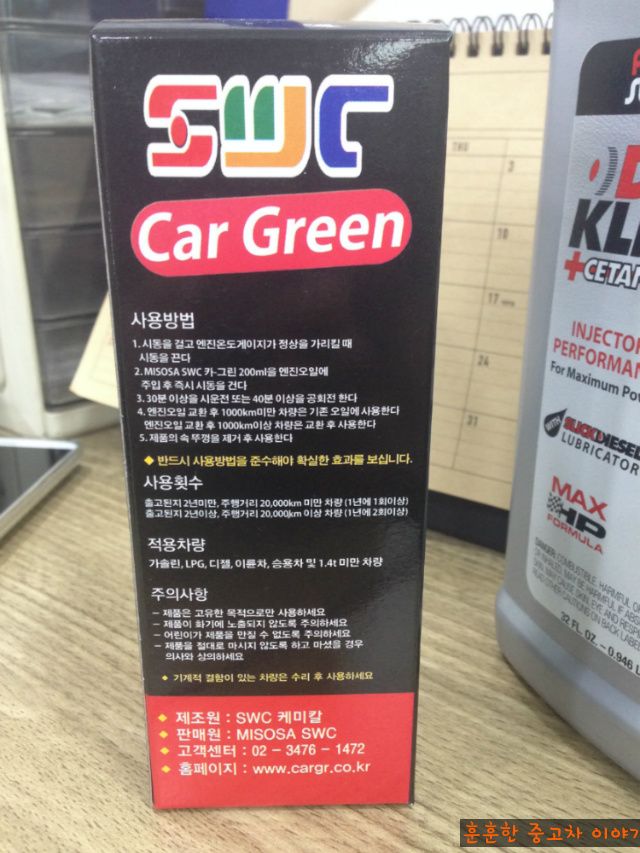 SWC
Car Green
사용방법
1. 시동을 걸고 엔진온도게이지가 정상을 가리킬 때
시동을 끈다
2. MISOSA SWC 카-그린 200ml을 엔진오일에
주입 후 즉시 시동을 건다
3. 30분 이상을 시운전 또는 40분 이상을 공회전 한다
4. 엔진오일 교환 후 1000km미만 차량은 기존 오일에 사용한다
엔진오일 교환 후 1000km이상 차량은 교환 후 사용한다
5. 제품의 속 뚜껑을 제거 후 사용한다
◆ 반드시 사용방법을 준수해야 확실한 효과를 보십니다.
사용횟수
출고된지 2년미만, 주행거리 20,000km 미만 차량 (1년에 1회이상)
출고된지 2년이상, 주행거리 20,000km 이상 차량 (1년에 2회이상)
적용차량
가솔린, LPG, 디젤, 이륜차, 승용차 및 1.4t 미만 차량
주의사항
- 제품은 고유한 목적으로만 사용하세요
- 제품이 화기에 노출되지 않도록 주의하세요
- 어린이가 제품을 만질 수 없도록 주의하세요
- 제품을 절대로 마시지 않도록 하고 마셨을 경우
의사와 상의하세요
◆ 기계적 결함이 있는 차량은 수리 후 사용하세요
◆ 제조원 : SWC 케미칼
◆ 판매원 : MISOSA SWC
◆ 고객센터 : 02 - 3476 - 1472
◆ 홈페이지 : www.cargr.co.kr
THU
3
10
17
24
31
KL
+CETA
INJECTO
PERFORMAN
For Maximum Po
WITH
SLICKDIESEL
LUBRICATOR
MAX
HP
FORMULA
32 FL. OZ. ~ 0.946 L
훈훈한 중고차 이야기